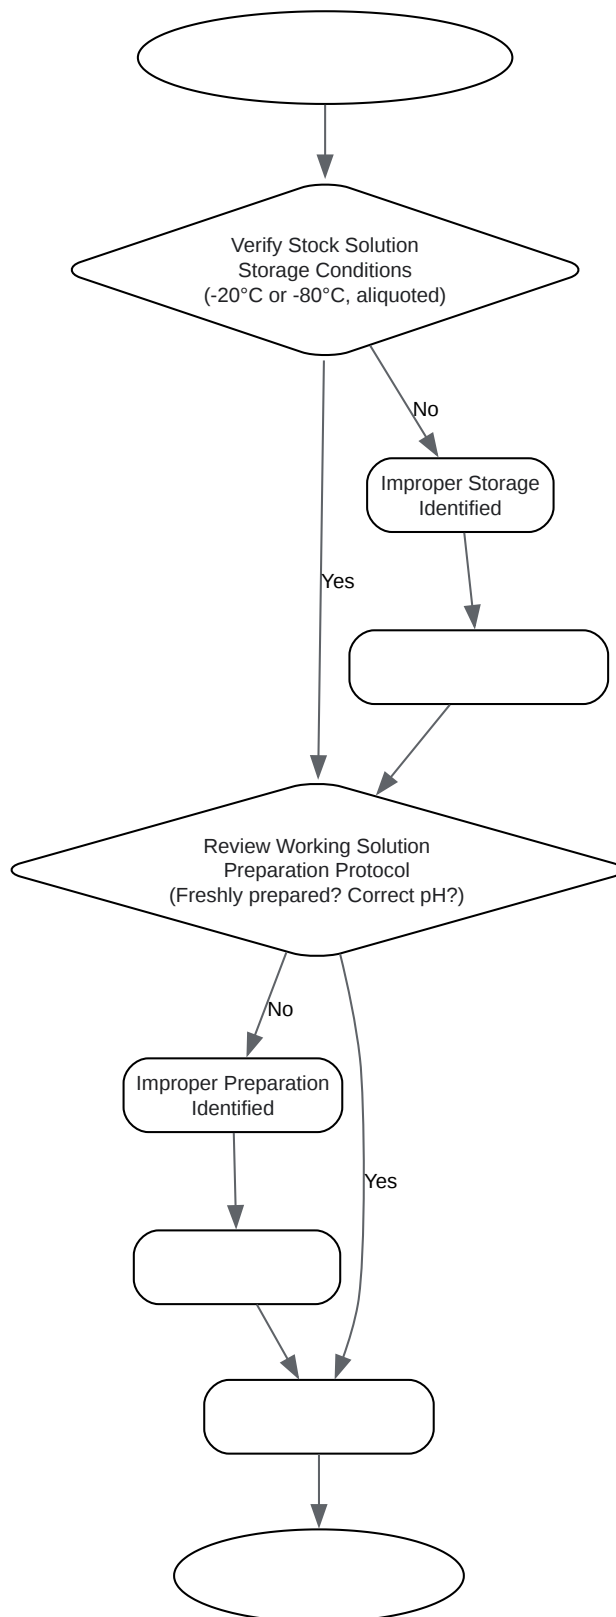 Verify Stock Solution
Storage Conditions
(-20°C or -80°C, aliquoted)
No
Improper Storage
Identified
Yes
Review Working Solution
Preparation Protocol
(Freshly prepared? Correct pH?)
No
Improper Preparation
Identified
Yes